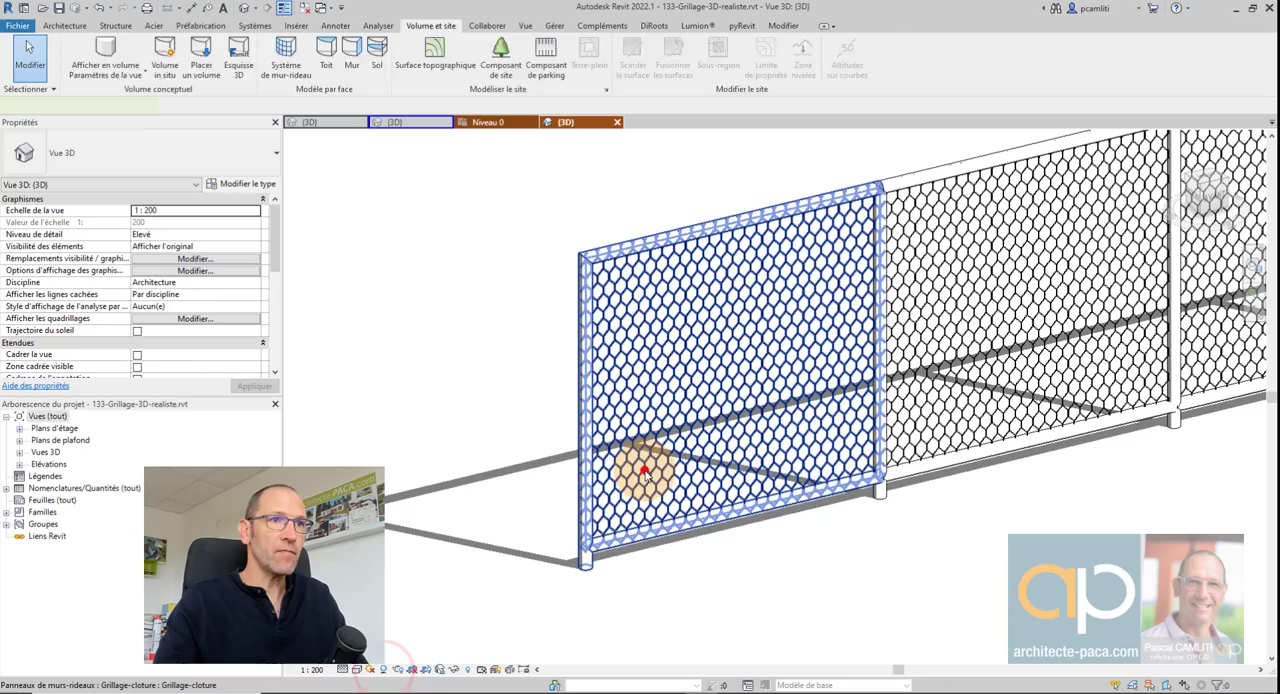 Autodesk Revit 2022.1 - 133-Grillage-3D-realiste.rvt - Vue 3D: {3D}
pcamliti
Fichier Architecture Structure Acier Préfabrication Systèmes Insérer Annoter Analyser Volume et site Collaborer Vue Gérer Compléments DiRoots Lumion® pyRevit Modifier
Modifier
Afficher en volume
Paramètres de la vue
Volume
in situ
Placer
un volume
Esquisse
3D
Système
de mur-rideau
Toit
Mur
Sol
Surface topographique
Composant
de site
Composant
de parking
Terre-plein
Scinder
la surface
Fusionner
les surfaces
Sous-region
Limite
de propriété
Zone
nivelée
50
Altitudes
sur courbes
Sélectionner
Volume conceptuel
Modèle par face
Modéliser le site
Modifier le site
Propriétés
{3D}
{3D}
Niveau 0
{3D}
Vue 3D
Vue 3D: {3D}
Modifier le type
Graphismes
Echelle de la vue 1 : 200
Valeur de l'échelle 1: 200
Niveau de détail Elevé
Visibilité des éléments Afficher l'original
Remplacements visibilité / graphi... Modifier...
Options d'affichage des graphis... Modifier...
Discipline Architecture
Afficher les lignes cachées Par discipline
Style d'affichage de l'analyse par ... Aucun(e)
Afficher les quadrillages Modifier...
Trajectoire du soleil
Etendues
Cadrer la vue
Zone cadrée visible
Aide des propriétés
Appliquer
Arborescence du projet - 133-Grillage-3D-realiste.rvt
Vues (tout)
Plans d'étage
Plans de plafond
Vues 3D
Elévations
Légendes
Nomenclatures/Quantités (tout)
Feuilles (tout)
Familles
Groupes
Liens Revit
ap
architecte-paca.com
Pascal CAMLITI
architecte DPLG
1 : 200
Panneaux de murs-rideaux : Grillage-cloture : Grillage-cloture
:0
Modèle de base
:0